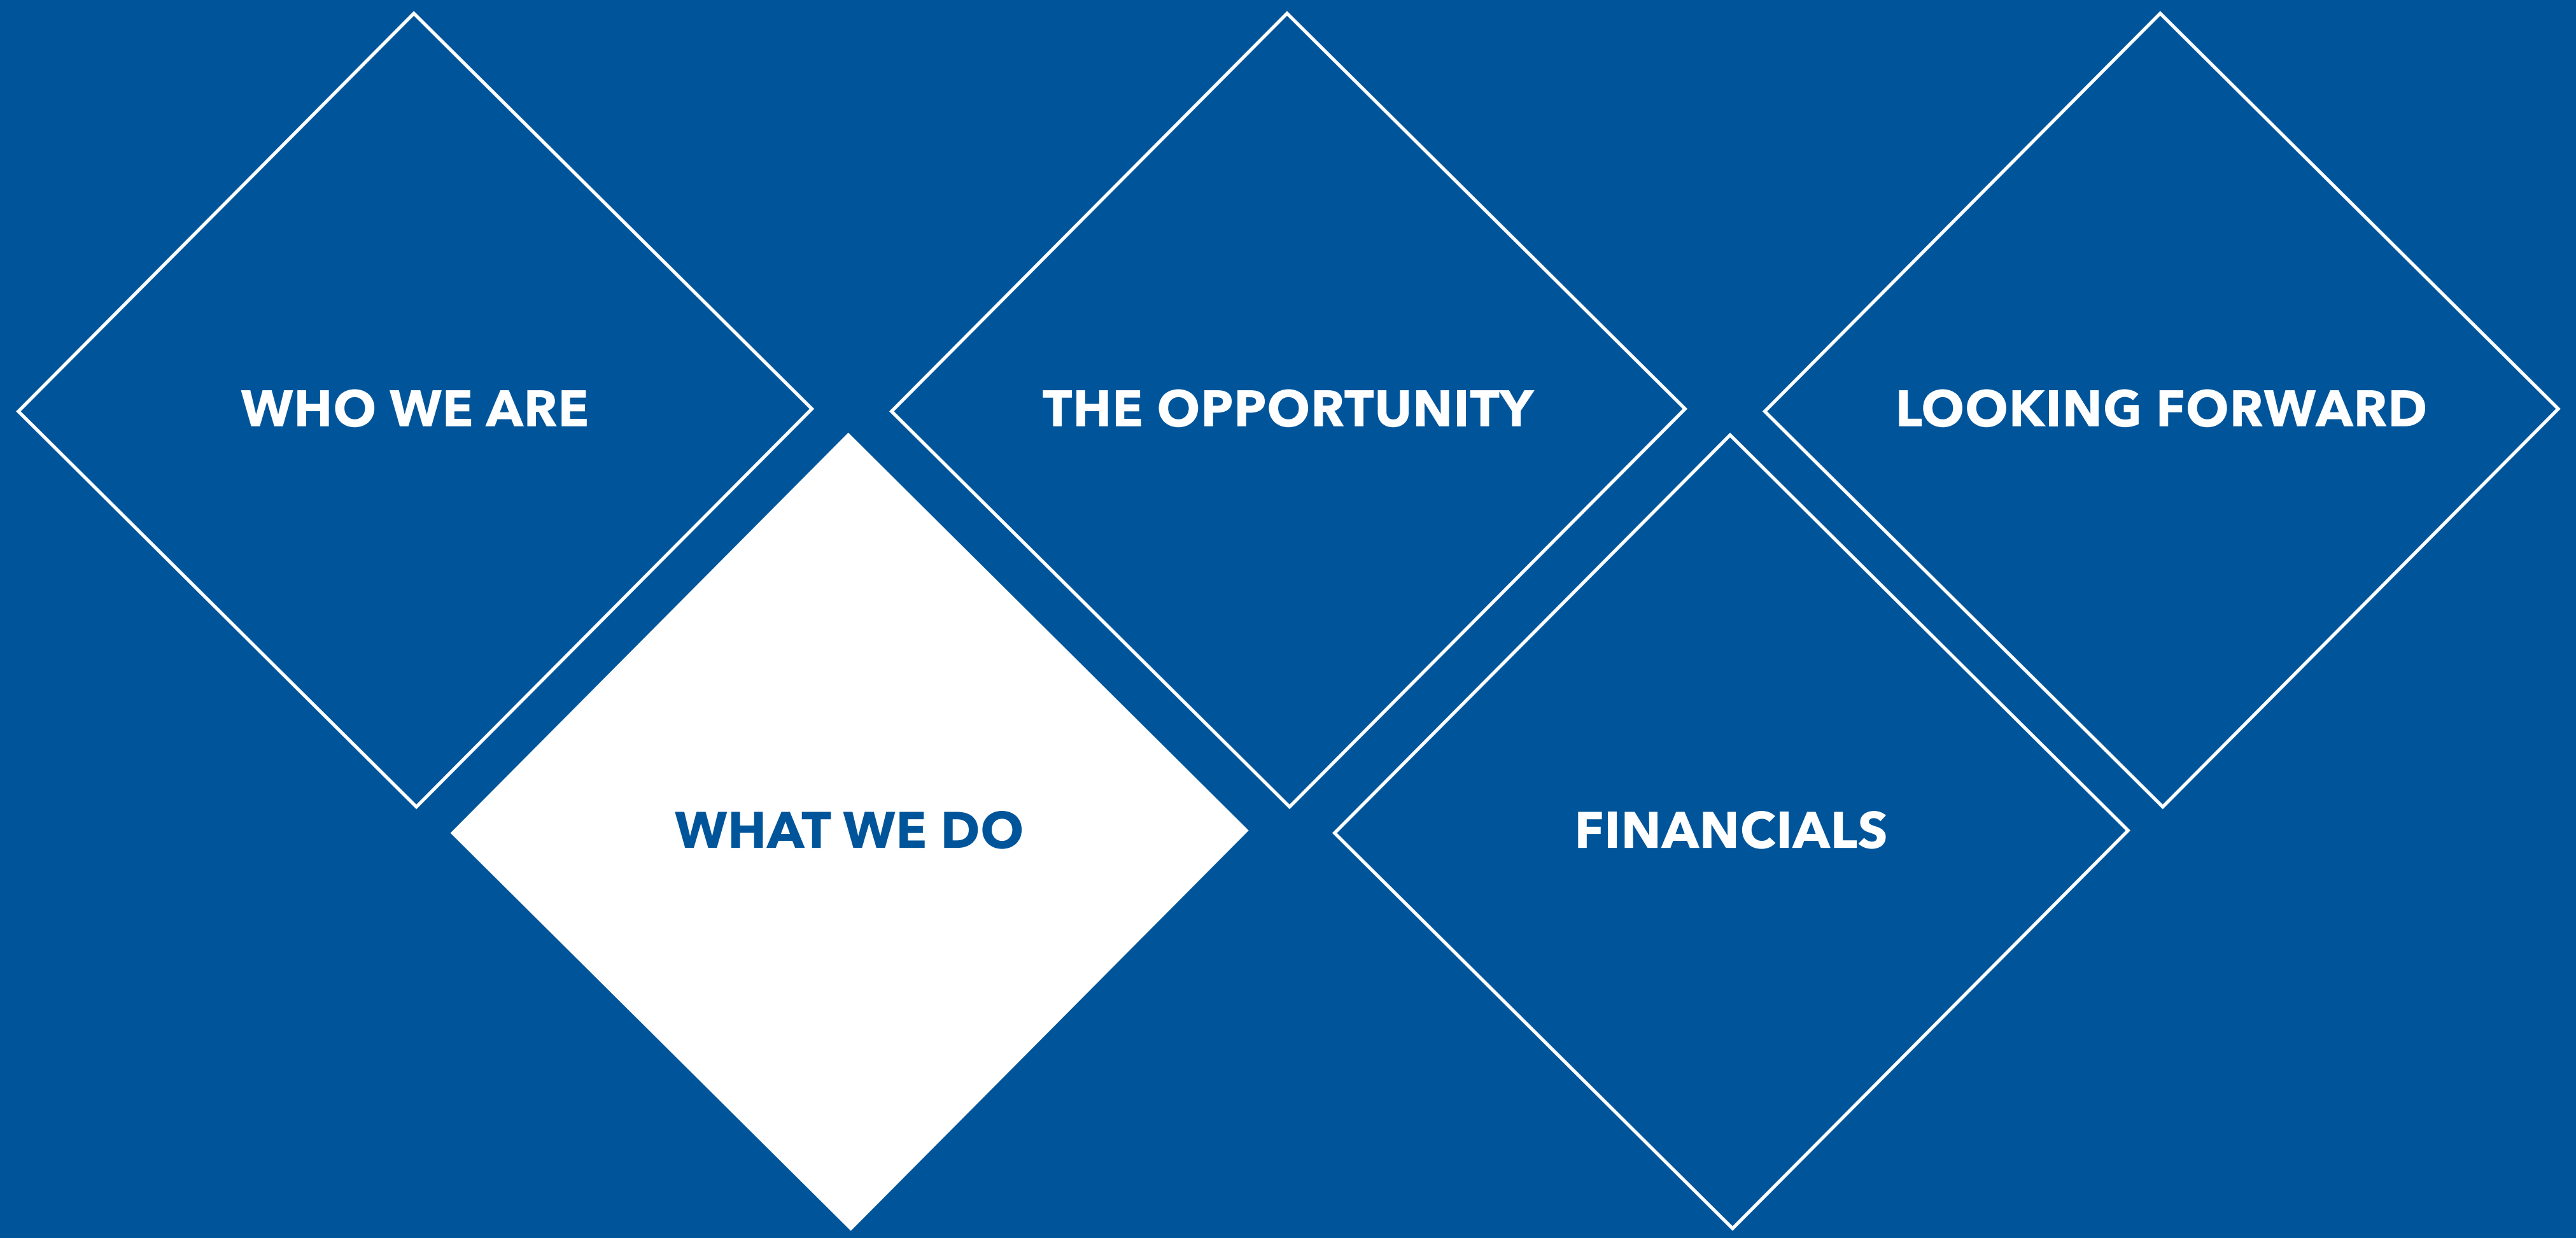 WHO WE ARE
THE OPPORTUNITY
LOOKING FORWARD
WHAT WE DO
FINANCIALS